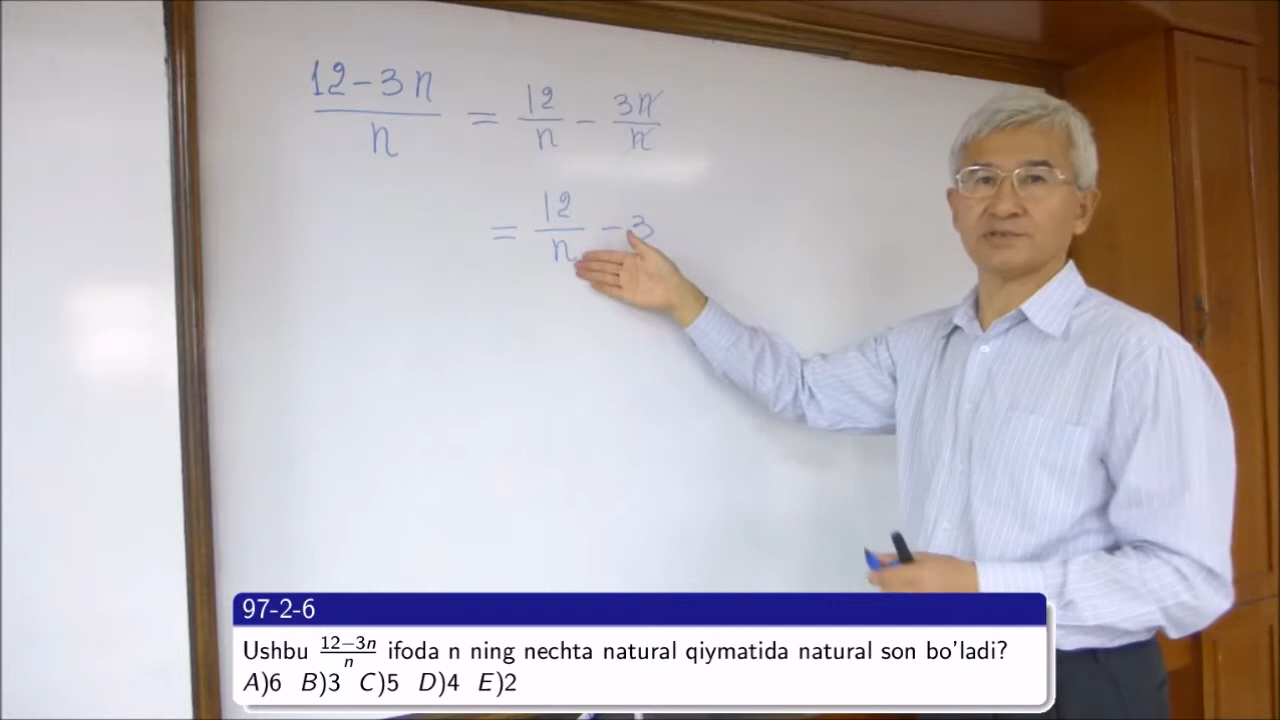 (12-3n)/n = 12/n - 3n/n
= 12/n - 3
97-2-6
Ushbu (12−3n)/n ifoda n ning nechta natural qiymatida natural son bo'ladi?
A)6 B)3 C)5 D)4 E)2